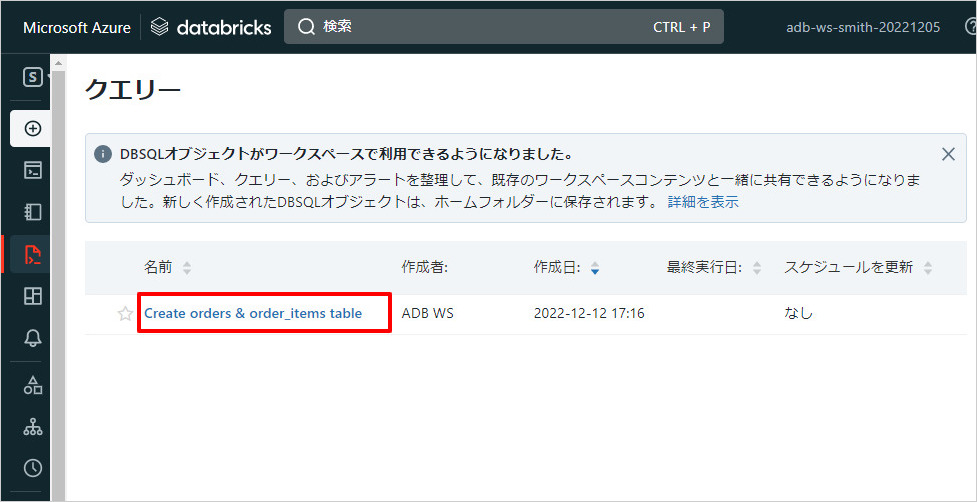 Microsoft Azure databricks 検索 CTRL + P adb-ws-smith-20221205
S
クエリー
DBSQLオブジェクトがワークスペースで利用できるようになりました。
ダッシュボード、クエリー、およびアラートを整理して、既存のワークスペースコンテンツと一緒に共有できるようになりま
した。新しく作成されたDBSQLオブジェクトは、ホームフォルダーに保存されます。 詳細を表示
名前 作成者: 作成日: 最終実行日: スケジュールを更新
Create orders & order_items table ADB WS 2022-12-12 17:16 なし